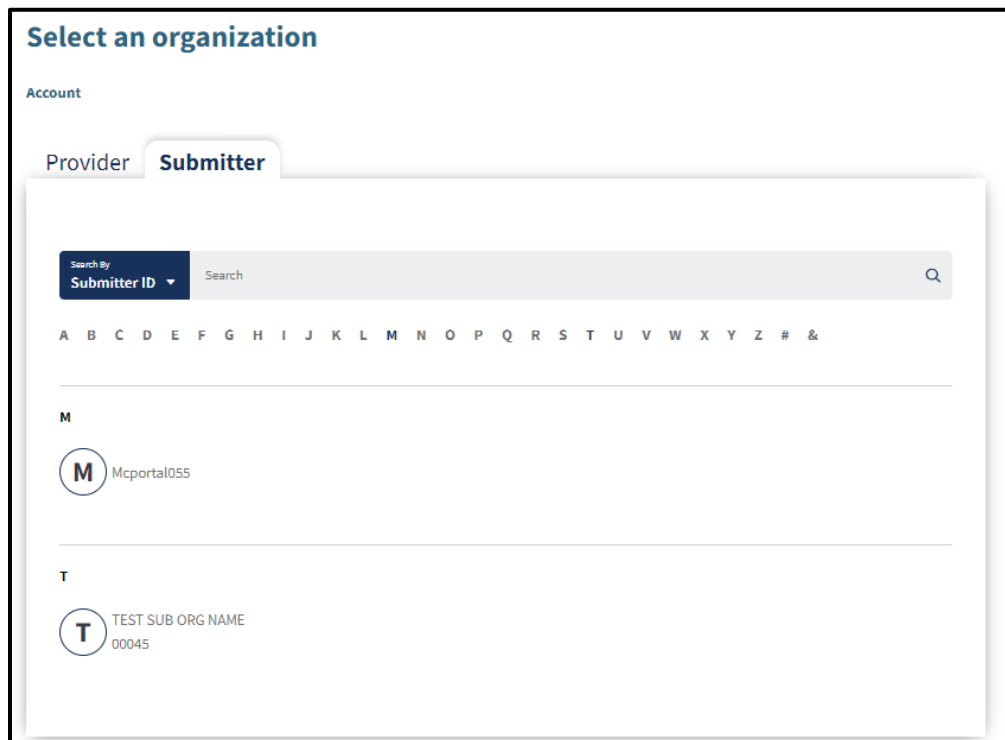 Select an organization
Account
Provider Submitter
Search By
Submitter ID Search
A B C D E F G H I J K L M N O P Q R S T U V W X Y Z # &
M
M Mcportal055
T
T TEST SUB ORG NAME
00045